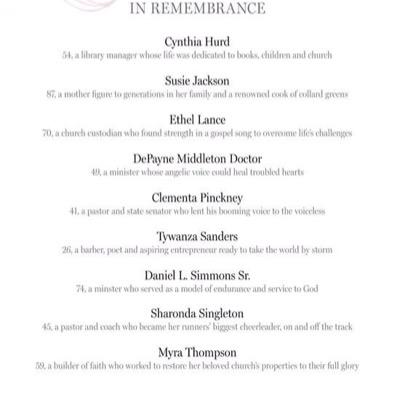 IN REMEMBRANCE
Cynthia Hurd
54, a library manager whose life was dedicated to books, children and church
Susie Jackson
87, a mother figure to generations in her family and a renowned cook of collard greens
Ethel Lance
70, a church custodian who found strength in a gospel song to overcome life's challenges
DePayne Middleton Doctor
49, a minister whose angelic voice could heal troubled hearts
Clementa Pinckney
41, a pastor and state senator who lent his booming voice to the voiceless
Tywanza Sanders
26, a barber, poet and aspiring entrepreneur ready to take the world by storm
Daniel L. Simmons Sr.
74, a minster who served as a model of endurance and service to God
Sharonda Singleton
45, a pastor and coach who became her runners' biggest cheerleader, on and off the track
Myra Thompson
59, a builder of faith who worked to restore her beloved church's properties to their full glory